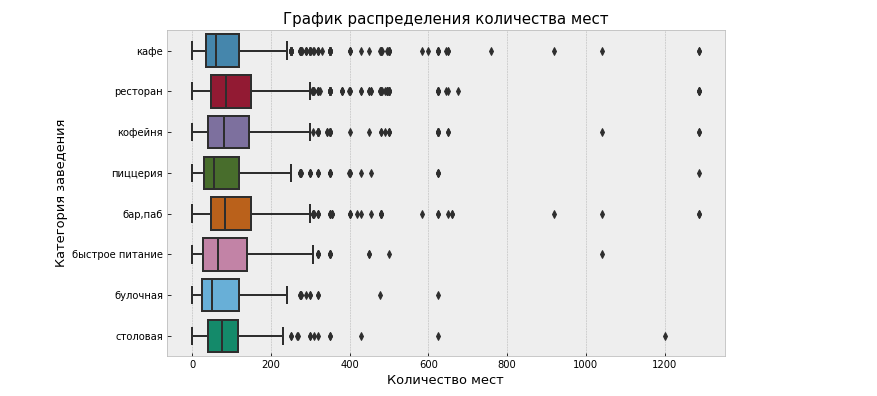 График распределения количества мест
Категория заведения
кафе
ресторан
кофейня
пиццерия
бар,паб
быстрое питание
булочная
столовая
0 200 400 600 800 1000 1200
Количество мест